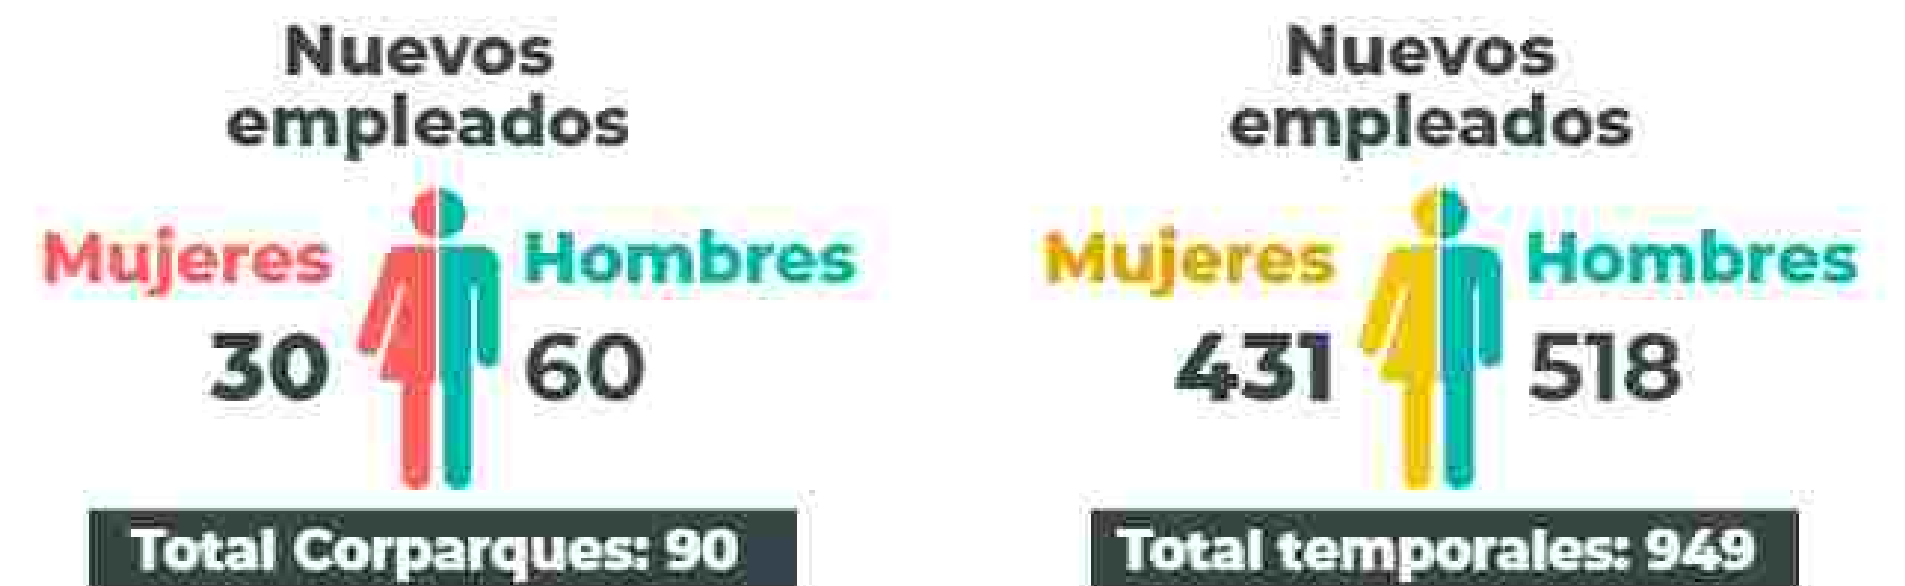 Nuevos
empleados
Mujeres Hombres
30 60
Total Corparques: 90
Nuevos
empleados
Mujeres Hombres
431 518
Total temporales: 949